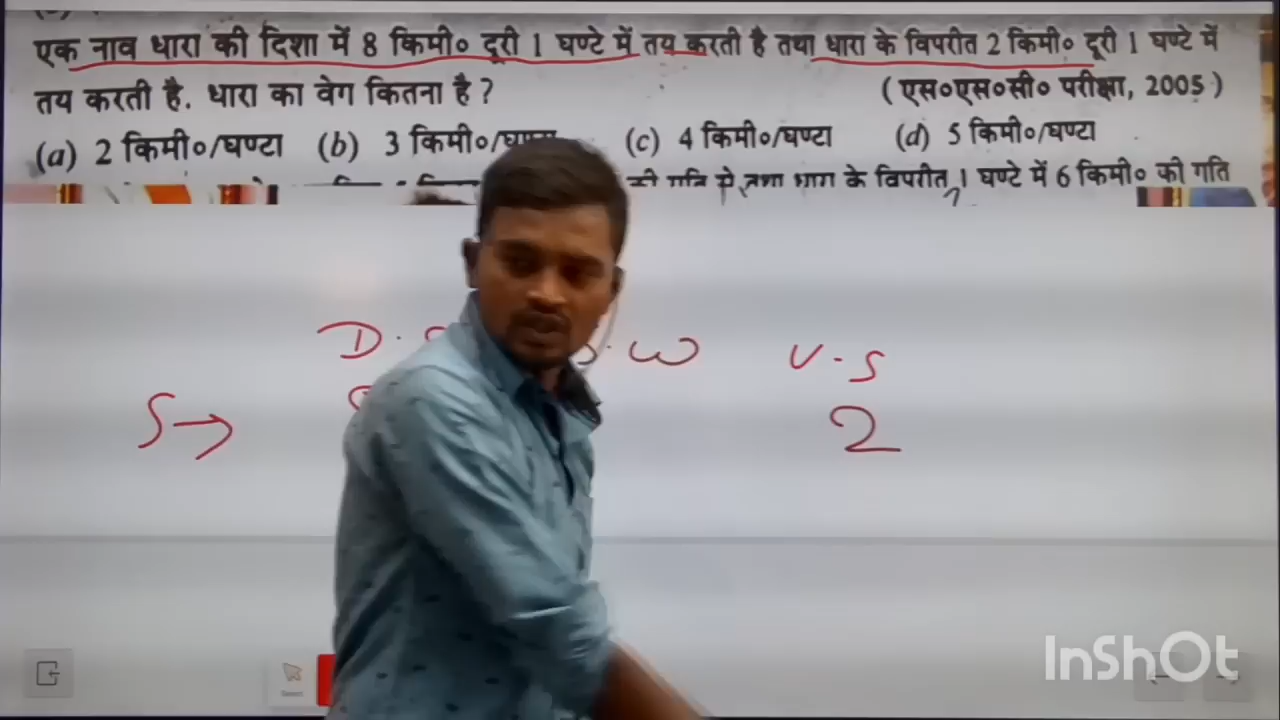 एक नाव धारा की दिशा में 8 किमी० दूरी 1 घण्टे में तय करती है तथा धारा के विपरीत 2 किमी० दूरी 1 घण्टे में
तय करती है. धारा का वेग कितना है ? (एस०एस०सी० परीक्षा, 2005)
(a) 2 किमी०/घण्टा (b) 3 किमी०/घण्टा (c) 4 किमी०/घण्टा (d) 5 किमी०/घण्टा
की गति से तथा धारा के विपरीत 1 घण्टे में 6 किमी० की गति
D. W U-S
S→ 2
InShOt